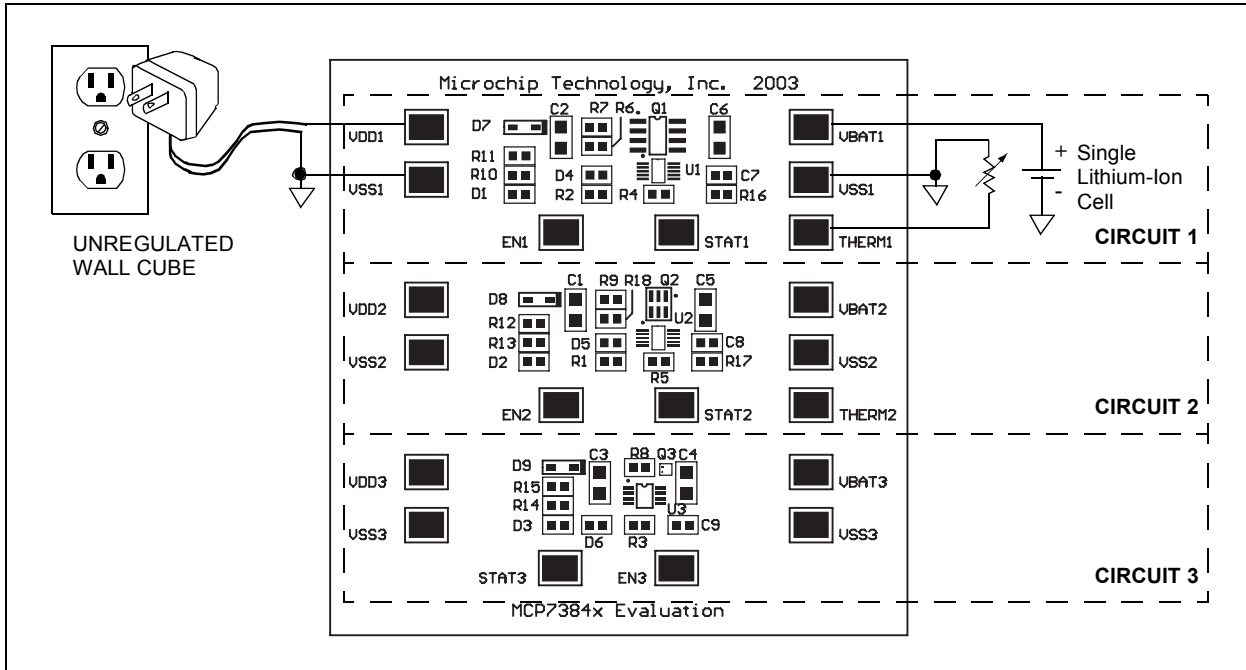 Microchip Technology, Inc. 2003
C2 R7 R6 Q1 C6
D7
VDD1
VBAT1
R11
U1
R10 D4 C7
VSS1
VSS1
D1 R2 R4 R16
+ Single
Lithium-Ion
- Cell
EN1 STAT1 THERM1
CIRCUIT 1
UNREGULATED
WALL CUBE
C1 R9 R18 Q2 C5
D8
VDD2
VBAT2
R12
U2
R13 D5 C8
VSS2
VSS2
D2 R1 R17
R5
EN2 STAT2 THERM2
CIRCUIT 2
C3 R8 Q3 C4
D9
VDD3
VBAT3
R15
R14
U3
VSS3
VSS3
D3 C9
D6 R3
STAT3 EN3
CIRCUIT 3
MCP7384x Evaluation